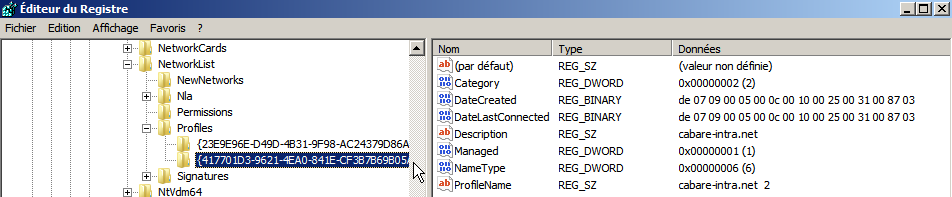 Éditeur du Registre
Fichier Edition Affichage Favoris ?
NetworkCards
NetworkList
NewNetworks
Nla
Permissions
Profiles
{23E9E96E-D49D-4B31-9F98-AC24379D86A
{417701D3-9621-4EA0-841E-CF3B7B69B05A
Signatures
NtVdm64
Nom Type Données
(par défaut) REG_SZ (valeur non définie)
Category REG_DWORD 0x00000002 (2)
DateCreated REG_BINARY de 07 09 00 05 00 0c 00 10 00 25 00 31 00 87 03
DateLastConnected REG_BINARY de 07 09 00 05 00 0c 00 10 00 25 00 31 00 87 03
Description REG_SZ cabare-intra.net
Managed REG_DWORD 0x00000001 (1)
NameType REG_DWORD 0x00000006 (6)
ProfileName REG_SZ cabare-intra.net 2